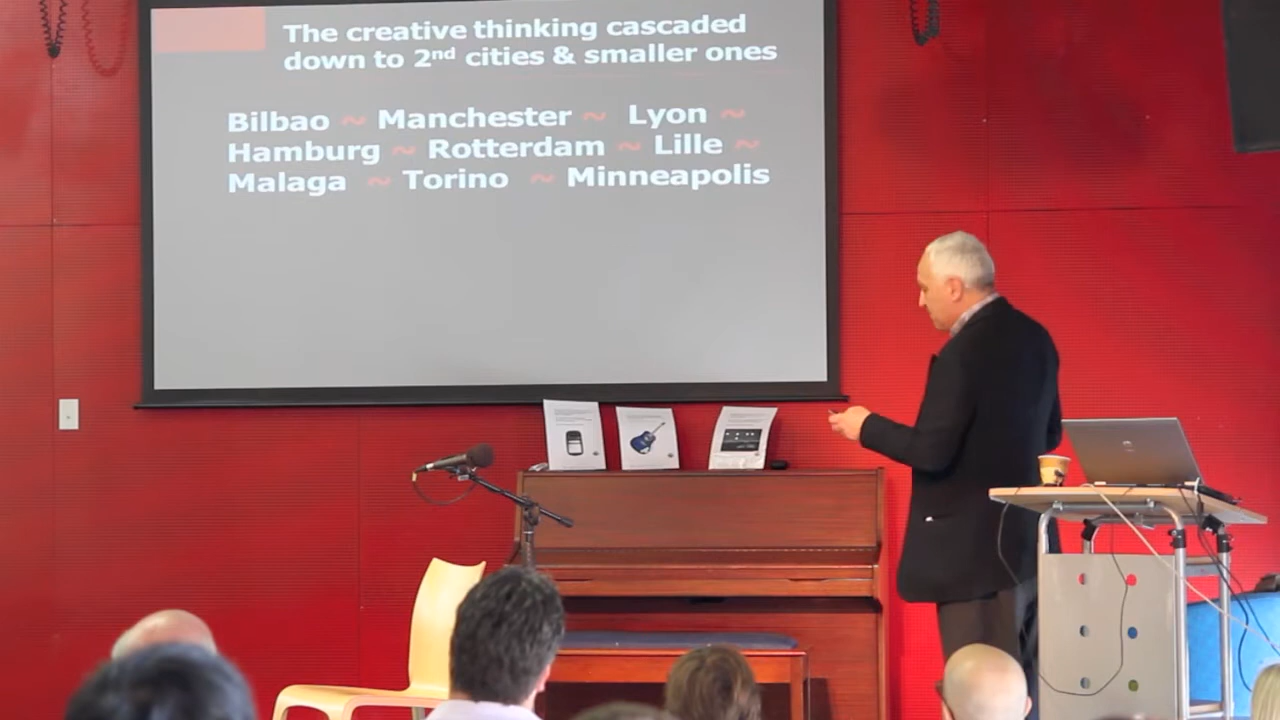 The creative thinking cascaded
down to 2nd cities & smaller ones
Bilbao ~ Manchester ~ Lyon ~
Hamburg ~ Rotterdam ~ Lille ~
Malaga ~ Torino ~ Minneapolis